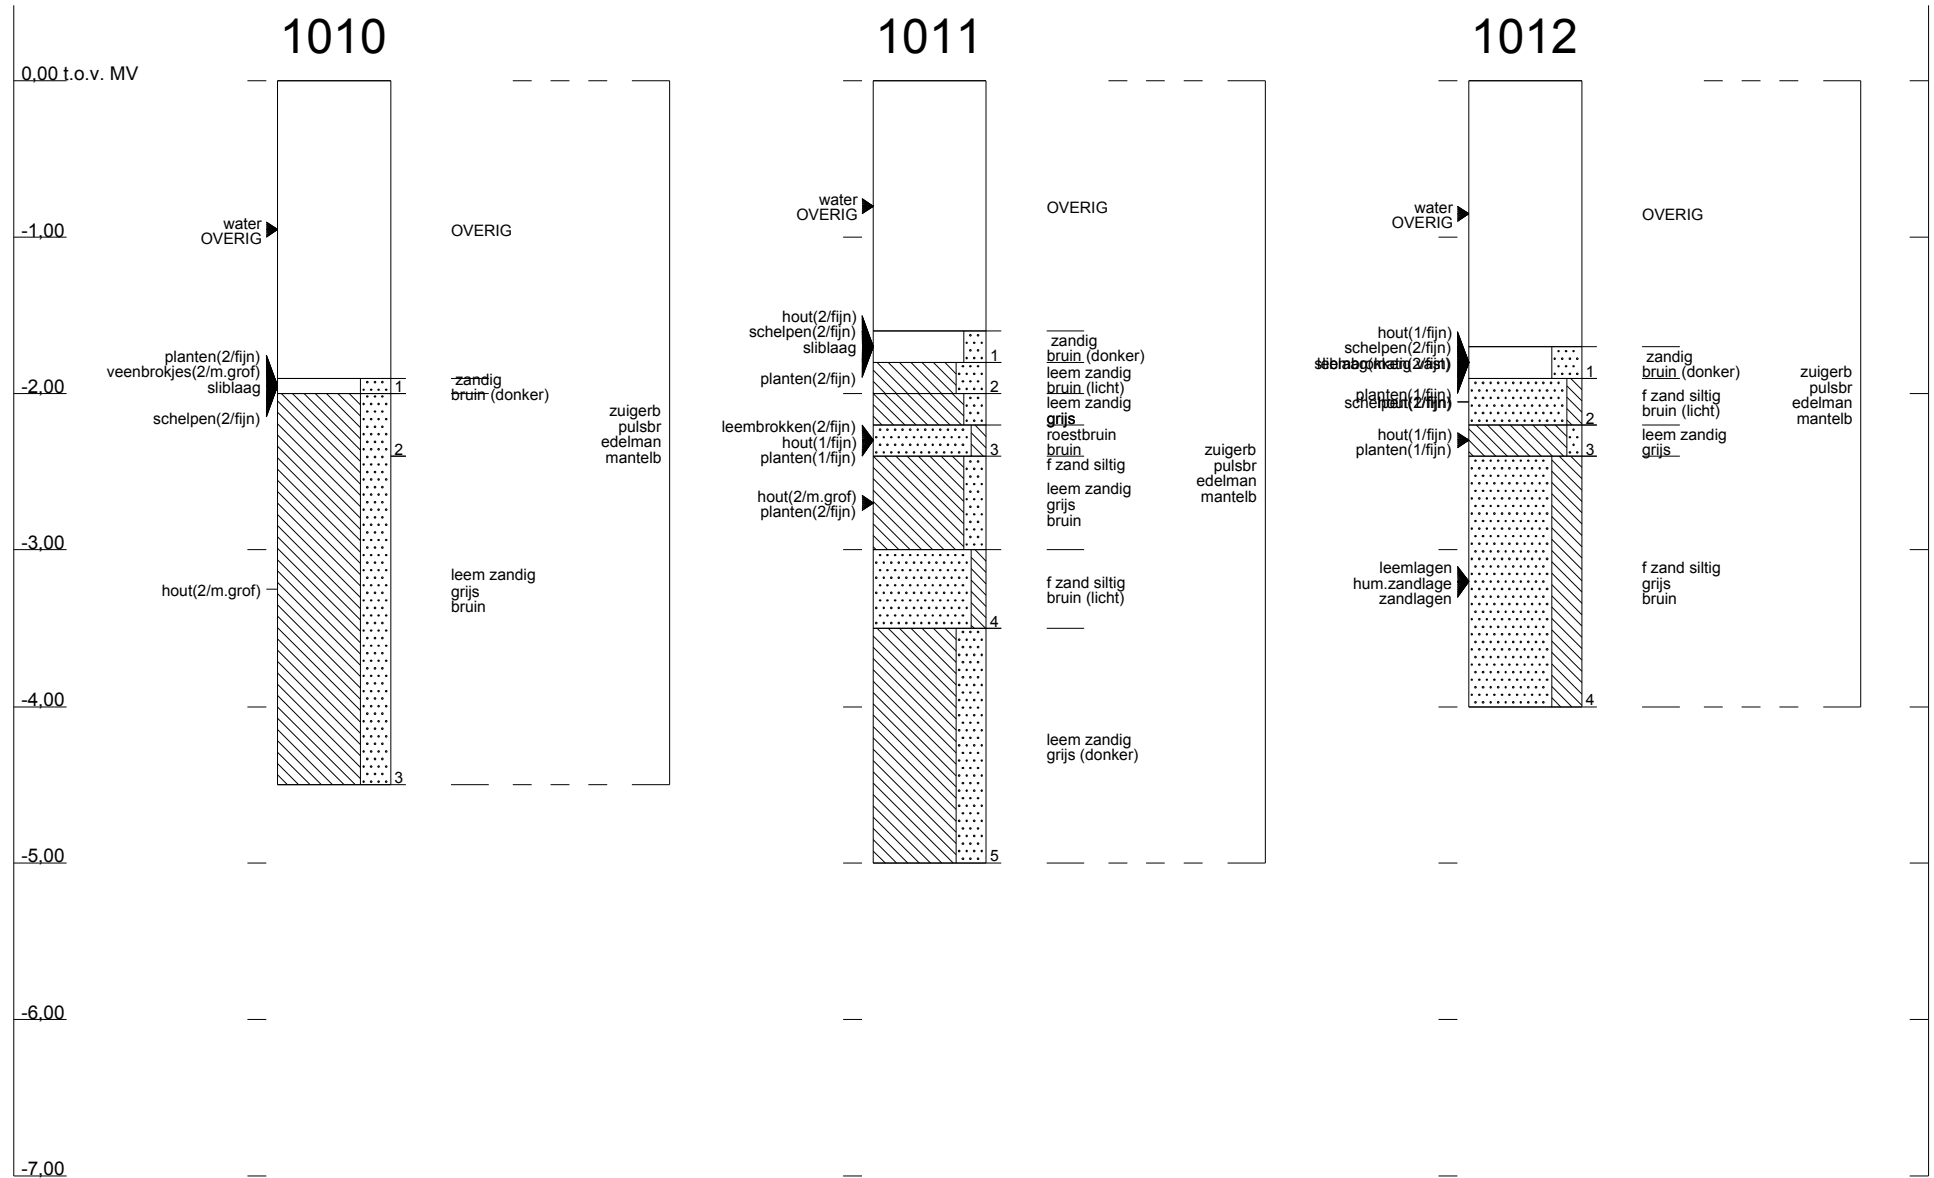 1010
1011
1012
0,00 t.o.v. MV
-1,00
-2,00
-3,00
-4,00
-5,00
-6,00
-7,00
water
OVERIG
planten(2/fijn)
veenbrokjes(2/m.grof)
sliblaag
schelpen(2/fijn)
hout(2/m.grof)
1
2
3
OVERIG
zandig
bruin (donker)
leem zandig
grijs
bruin
zuigerb
pulsbr
edelman
mantelb
water
OVERIG
hout(2/fijn)
schelpen(2/fijn)
sliblaag
planten(2/fijn)
leembrokken(2/fijn)
hout(1/fijn)
planten(1/fijn)
hout(2/m.grof)
planten(2/fijn)
1
2
3
4
5
OVERIG
zandig
bruin (donker)
leem zandig
bruin (licht)
leem zandig
grijs
roestbruin
bruin
f zand siltig
leem zandig
grijs
bruin
f zand siltig
bruin (licht)
leem zandig
grijs (donker)
zuigerb
pulsbr
edelman
mantelb
water
OVERIG
hout(1/fijn)
schelpen(2/fijn)
planten(1/fijn)
hout(1/fijn)
planten(1/fijn)
leemlagen
hum.zandlage
zandlagen
1
2
3
4
OVERIG
zandig
bruin (donker)
f zand siltig
bruin (licht)
leem zandig
grijs
f zand siltig
grijs
bruin
zuigerb
pulsbr
edelman
mantelb